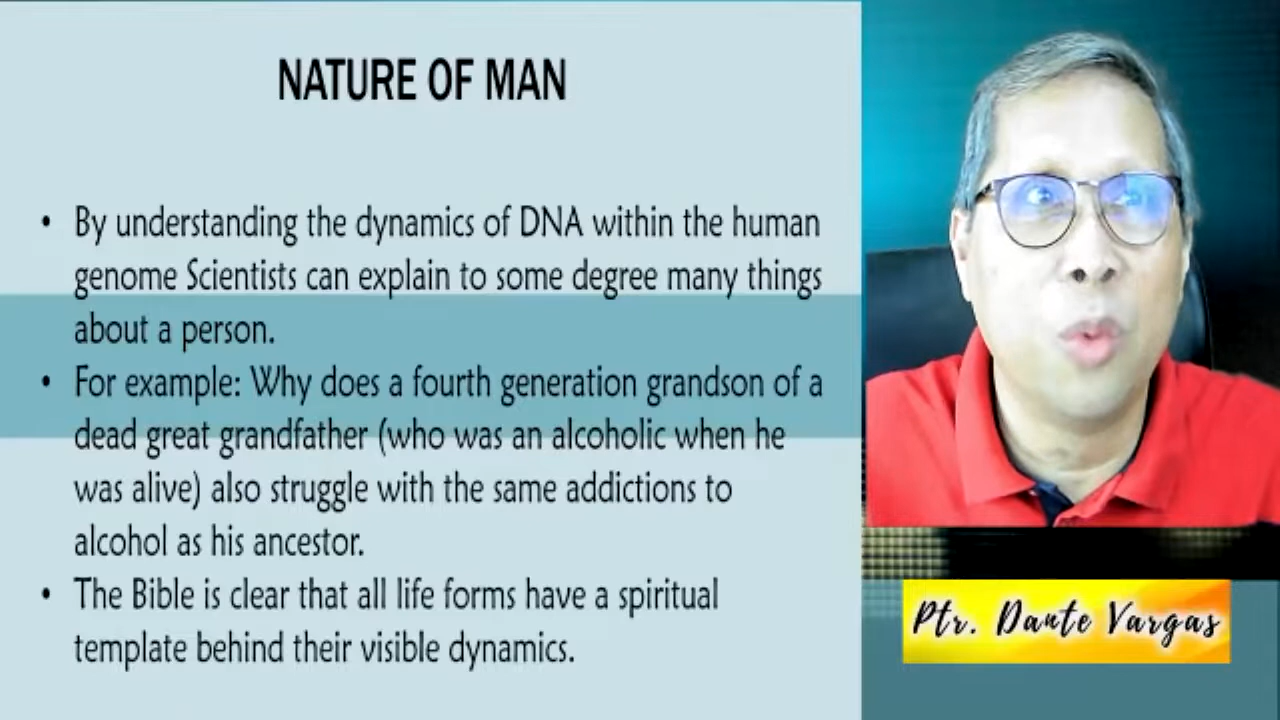 NATURE OF MAN
• By understanding the dynamics of DNA within the human
genome Scientists can explain to some degree many things
about a person.
• For example: Why does a fourth generation grandson of a
dead great grandfather (who was an alcoholic when he
was alive) also struggle with the same addictions to
alcohol as his ancestor.
• The Bible is clear that all life forms have a spiritual
template behind their visible dynamics.
Ptr. Dante Vargas